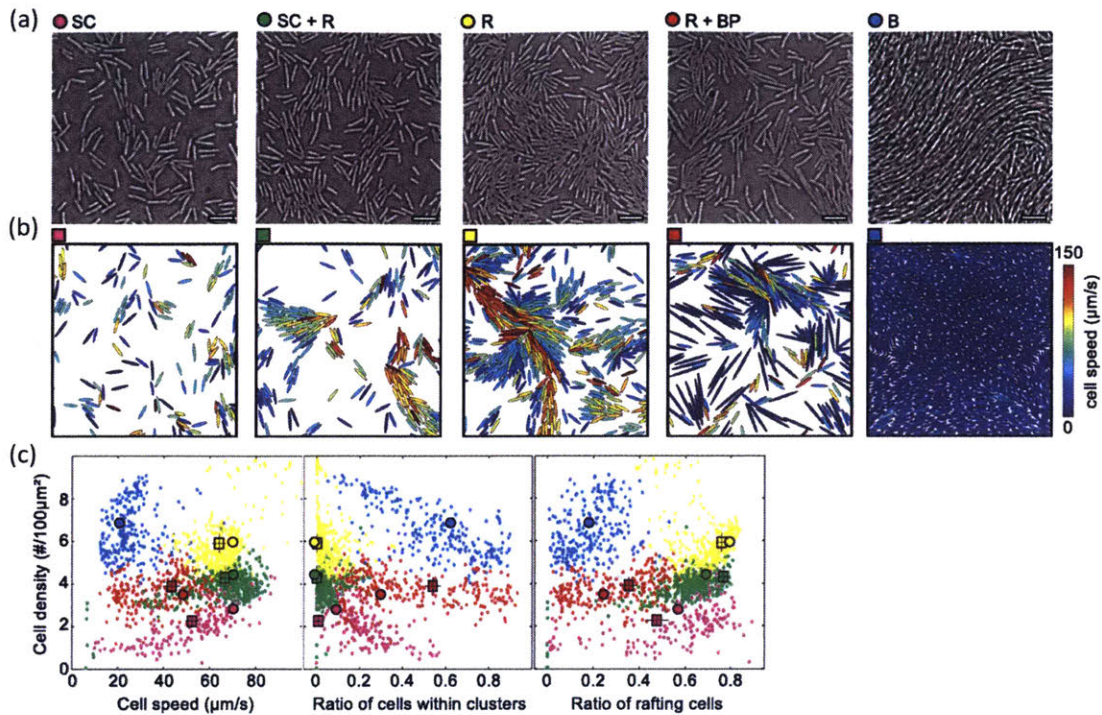 (a) SC SC + R R R + BP B
(b)
150
cell speed (μm/s)
0
(c)
Cell density (#/100μm²)
8
6
4
2
0
0 20 40 60 80
Cell speed (μm/s)
0 0.2 0.4 0.6 0.8
Ratio of cells within clusters
0 0.2 0.4 0.6 0.8
Ratio of rafting cells